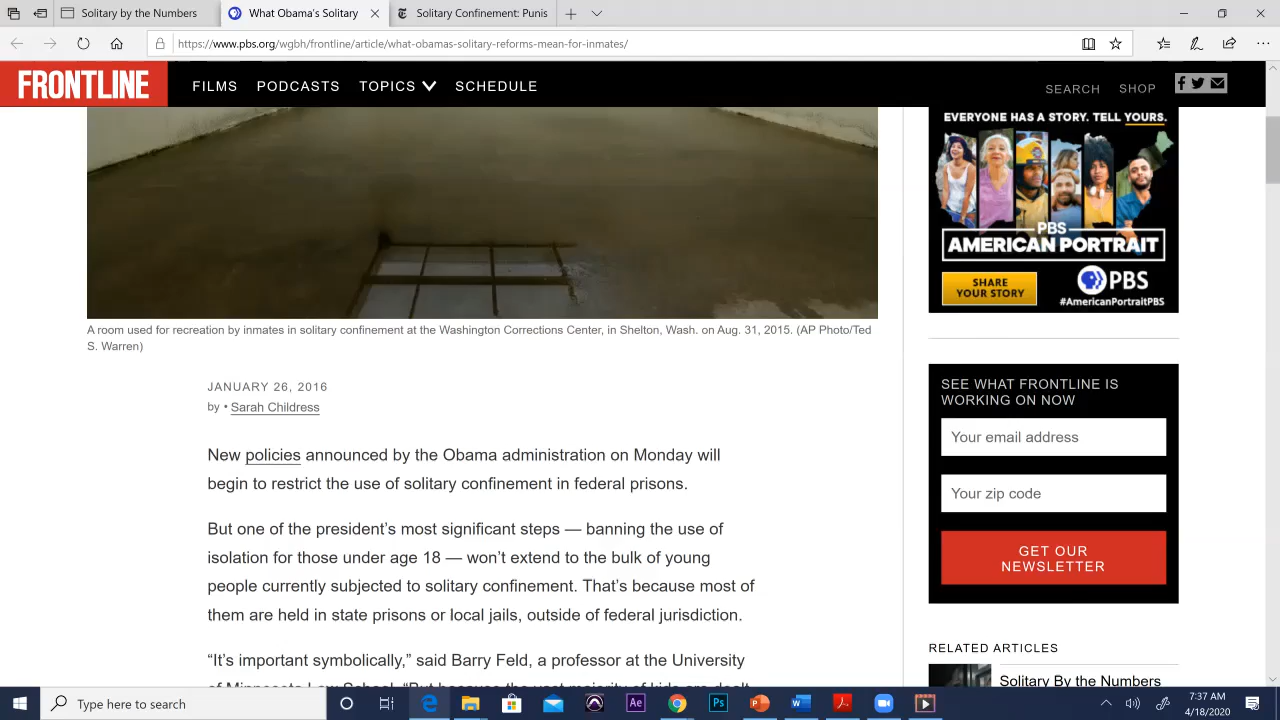 But You're Innocent
What Obama's Solitary
Solitary Confinement - The
https://www.pbs.org/wgbh/frontline/article/what-obamas-solitary-reforms-mean-for-inmates/
FRONTLINE
FILMS PODCASTS TOPICS SCHEDULE
SEARCH SHOP
EVERYONE HAS A STORY. TELL YOURS.
PBS
AMERICAN PORTRAIT
SHARE
YOUR STORY
PBS
#AmericanPortraitPBS
A room used for recreation by inmates in solitary confinement at the Washington Corrections Center, in Shelton, Wash. on Aug. 31, 2015. (AP Photo/Ted
S. Warren)
JANUARY 26, 2016
by • Sarah Childress
New policies announced by the Obama administration on Monday will
begin to restrict the use of solitary confinement in federal prisons.
But one of the president’s most significant steps — banning the use of
isolation for those under age 18 — won’t extend to the bulk of young
people currently subjected to solitary confinement. That’s because most of
them are held in state prisons or local jails, outside of federal jurisdiction.
“It’s important symbolically,” said Barry Feld, a professor at the University
SEE WHAT FRONTLINE IS
WORKING ON NOW
Your email address
Your zip code
GET OUR
NEWSLETTER
RELATED ARTICLES
Solitary By the Numbers
Type here to search
Ae
Ps
7:37 AM
4/18/2020